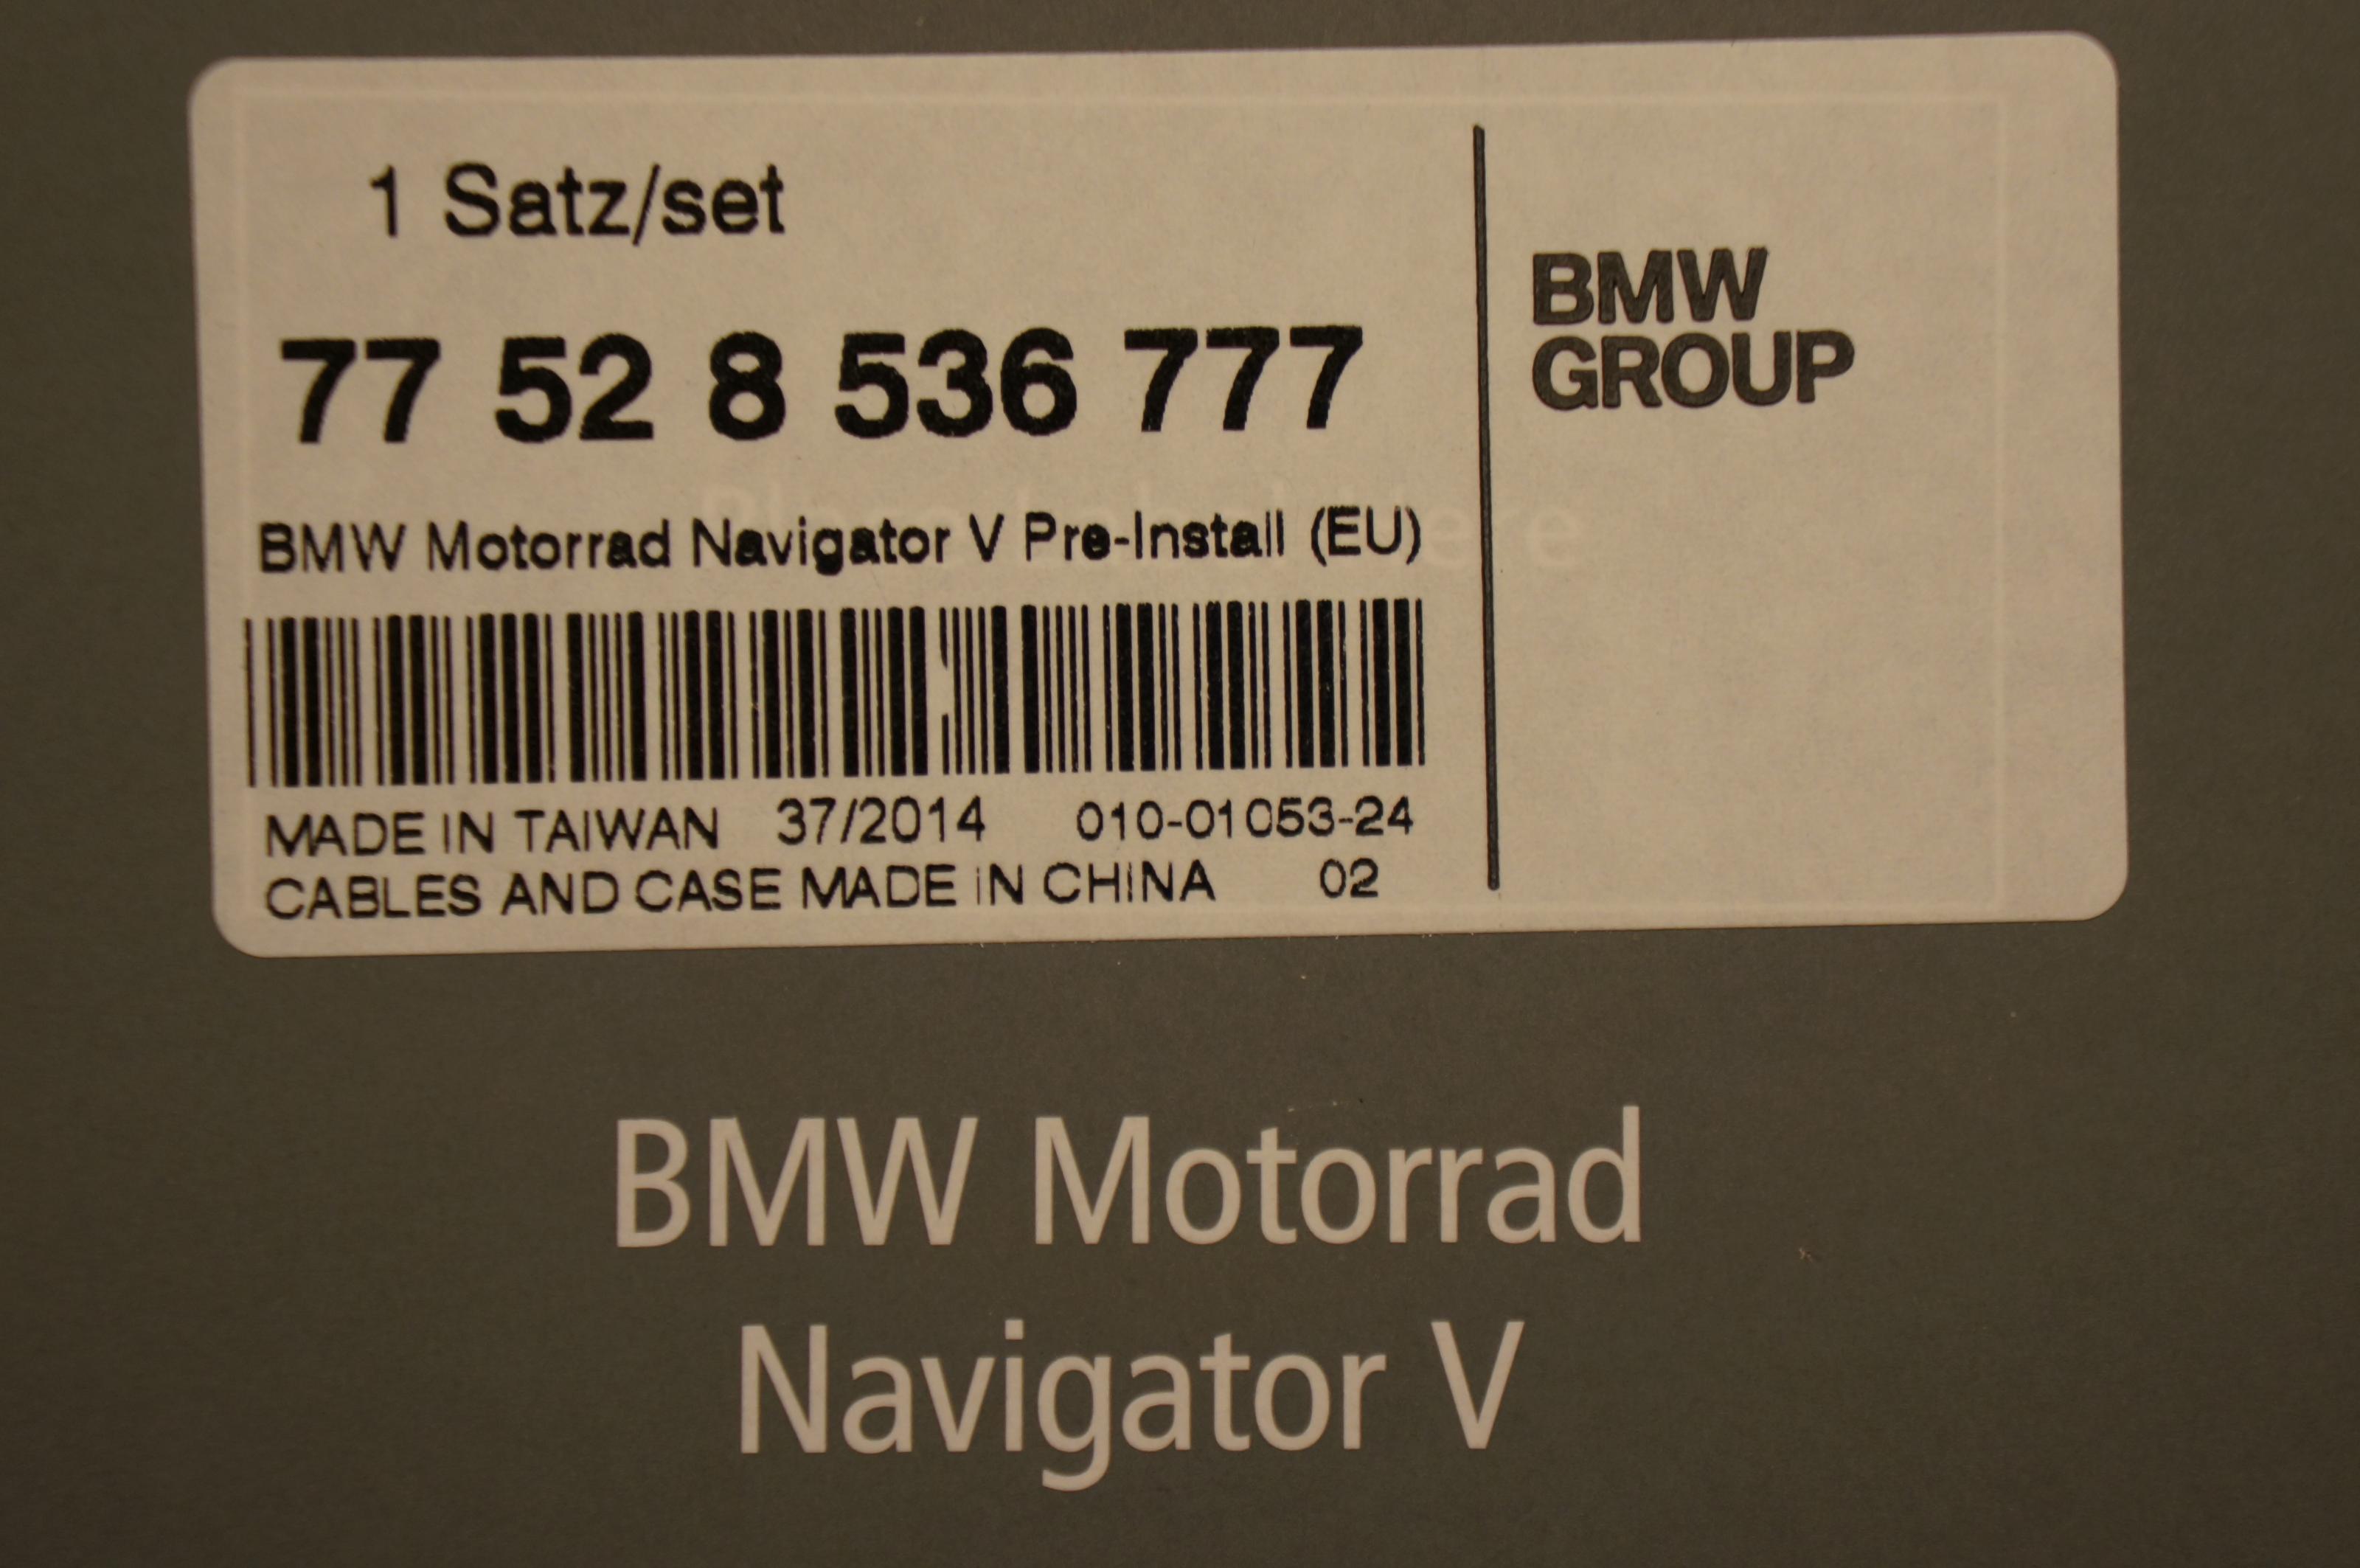 1 Satz/set
77 52 8 536 777
BMW Motorrad Navigator V Pre-Install (EU)
MADE IN TAIWAN 37/2014 010-01053-24
CABLES AND CASE MADE IN CHINA 02
BMW
GROUP
BMW Motorrad
Navigator V